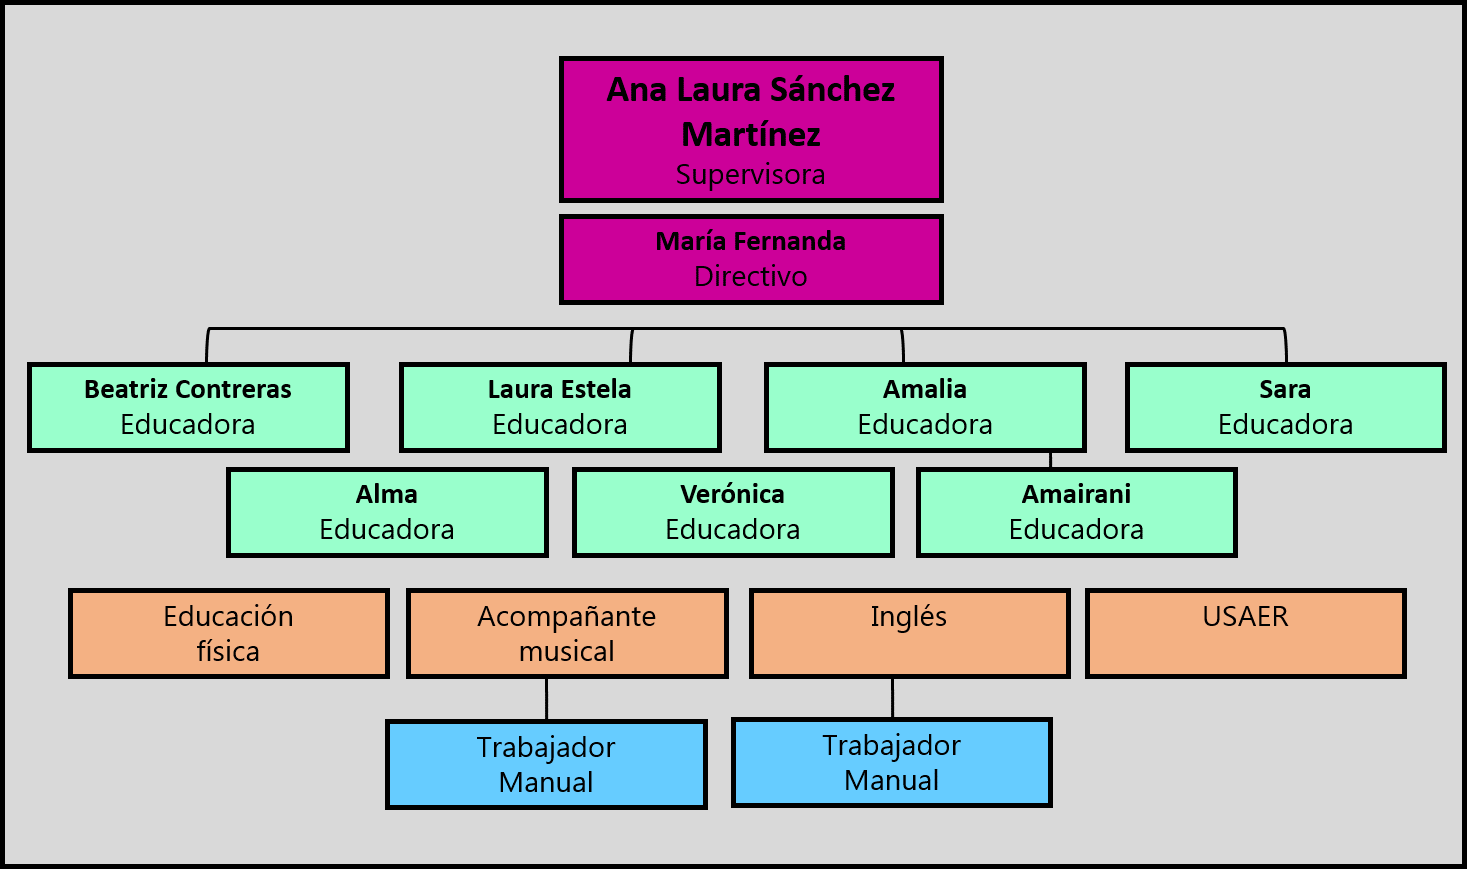 Ana Laura Sánchez
Martínez
Supervisora
María Fernanda
Directivo
Beatriz Contreras
Educadora
Laura Estela
Educadora
Amalia
Educadora
Sara
Educadora
Alma
Educadora
Verónica
Educadora
Amairani
Educadora
Educación
física
Acompañante
musical
Inglés
USAER
Trabajador
Manual
Trabajador
Manual